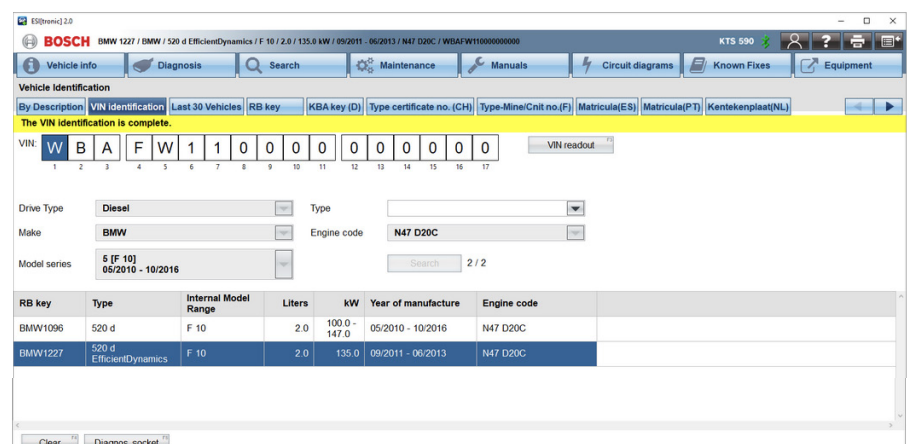 ESI[tronic] 2.0
BOSCH BMW 1227 / BMW / 520 d EfficientDynamics / F 10 / 2.0 / 135.0 kW / 09/2011 - 06/2013 / N47 D20C / WBAFW110000000000 KTS 590 ?
Vehicle info Diagnosis Search Maintenance Manuals Circuit diagrams Known Fixes Equipment
Vehicle Identification
By Description VIN identification Last 30 Vehicles RB key KBA key (D) Type certificate no. (CH) Type-Mine/Cnit no.(F) Matricula(ES) Matricula(PT) Kentekenplaat(NL)
The VIN identification is complete.
VIN: W B A F W 1 1 0 0 0 0 0 0 0 0 0 0 VIN readout
1 2 3 4 5 6 7 8 9 10 11 12 13 14 15 16 17
Drive Type Diesel Type
Make BMW Engine code N47 D20C
Model series 5 [F 10]
05/2010 - 10/2016 Search 2 / 2
RB key Type Internal Model Range Liters kW Year of manufacture Engine code
BMW1096 520 d F 10 2.0 100.0 - 147.0 05/2010 - 10/2016 N47 D20C
BMW1227 520 d EfficientDynamics F 10 2.0 135.0 09/2011 - 06/2013 N47 D20C
Clear Diagnos. socket